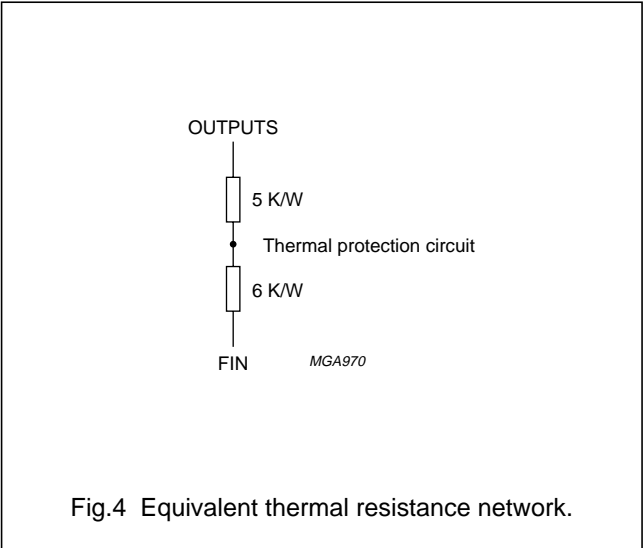 OUTPUTS
5 K/W
Thermal protection circuit
6 K/W
FIN
MGA970
Fig.4 Equivalent thermal resistance network.